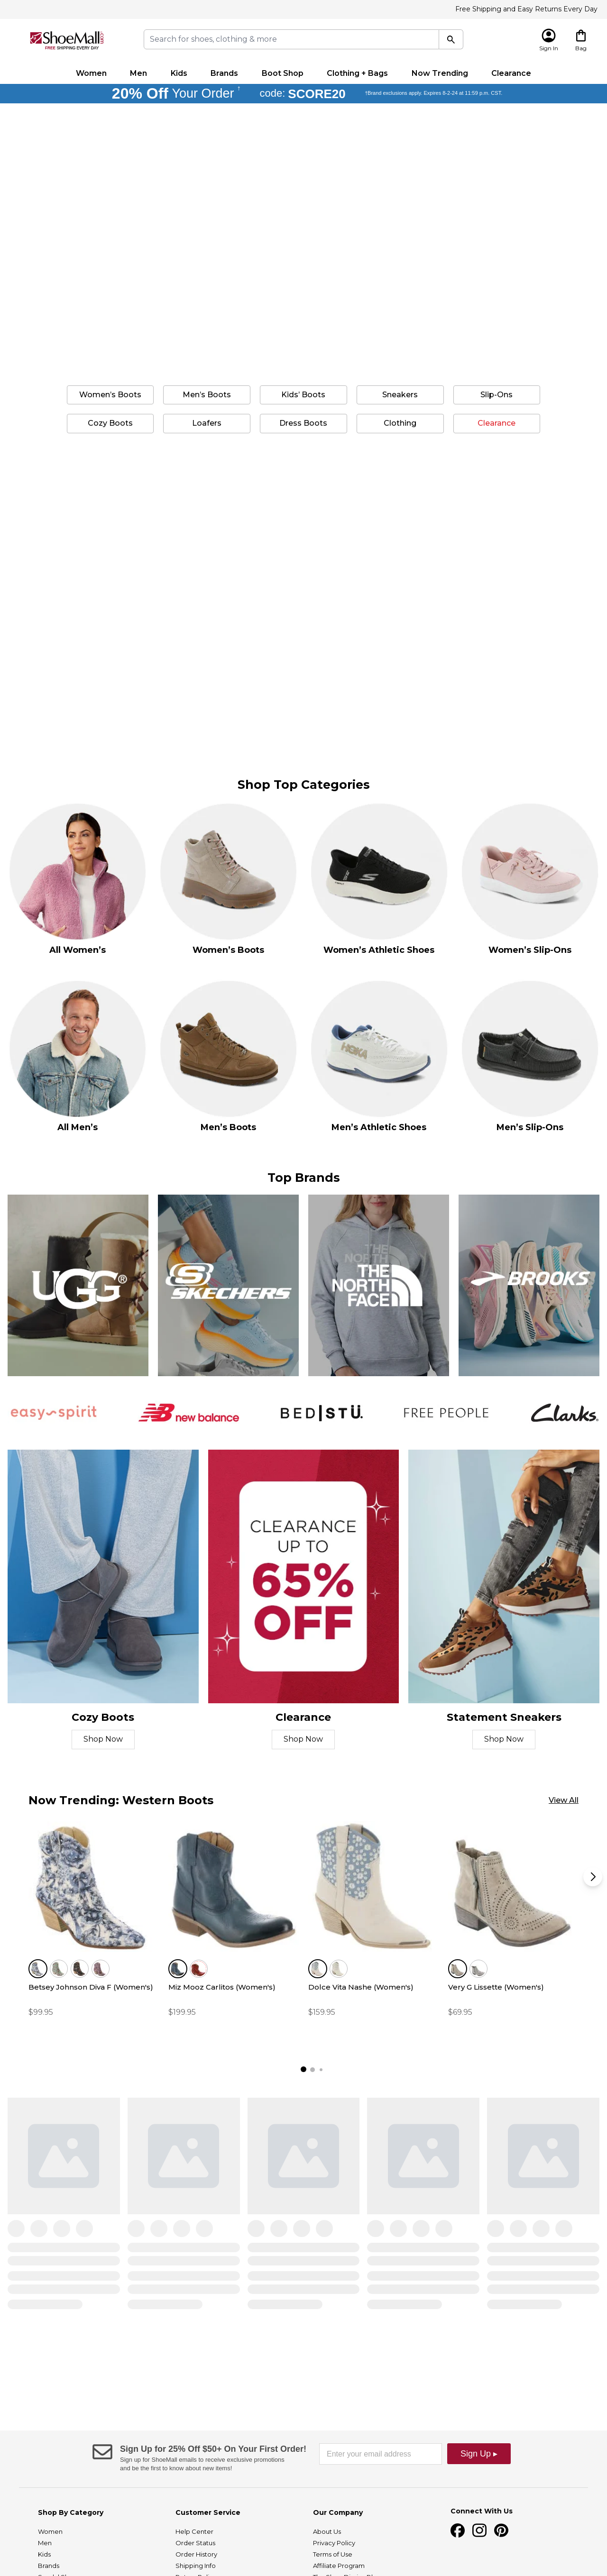 Free Shipping and Easy Returns Every Day
ShoeMall.com
FREE SHIPPING EVERY DAY
Search for shoes, clothing & more
Sign In
Bag
Women Men Kids Brands Boot Shop Clothing + Bags Now Trending Clearance
20% Off Your Order † code: SCORE20 †Brand exclusions apply. Expires 8-2-24 at 11:59 p.m. CST.
Women's Boots Men's Boots Kids' Boots Sneakers Slip-Ons
Cozy Boots Loafers Dress Boots Clothing Clearance
Shop Top Categories
All Women's Women's Boots Women's Athletic Shoes Women's Slip-Ons
All Men's Men's Boots Men's Athletic Shoes Men's Slip-Ons
Top Brands
UGG®
SKECHERS
THE NORTH FACE
BROOKS
easy spirit new balance BED|STÜ. FREE PEOPLE Clarks.
CLEARANCE
UP TO
65%
OFF
Cozy Boots Clearance Statement Sneakers
Shop Now Shop Now Shop Now
Now Trending: Western Boots
View All
Betsey Johnson Diva F (Women's) Miz Mooz Carlitos (Women's) Dolce Vita Nashe (Women's) Very G Lissette (Women's)
$99.95 $199.95 $159.95 $69.95
Sign Up for 25% Off $50+ On Your First Order!
Sign up for ShoeMall emails to receive exclusive promotions
and be the first to know about new items!
Enter your email address
Sign Up ▸
Shop By Category Customer Service Our Company Connect With Us
Women Help Center About Us
Men Order Status Privacy Policy
Kids Order History Terms of Use
Brands Shipping Info Affiliate Program